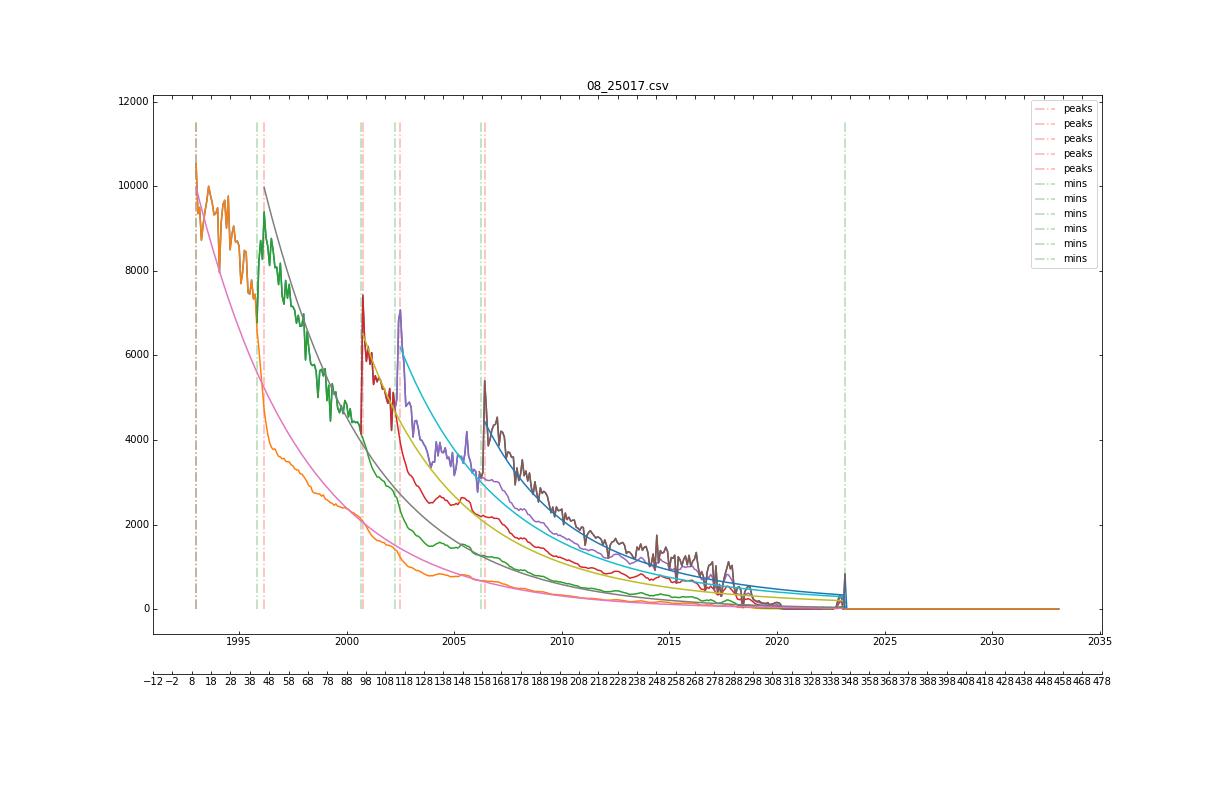 08_25017.csv
12000
10000
8000
6000
4000
2000
0
peaks
peaks
peaks
peaks
peaks
mins
mins
mins
mins
mins
mins
1995 2000 2005 2010 2015 2020 2025 2030 2035
−12 −2 8 18 28 38 48 58 68 78 88 98 108 118 128 138 148 158 168 178 188 198 208 218 228 238 248 258 268 278 288 298 308 318 328 338 348 358 368 378 388 398 408 418 428 438 448 458 468 478